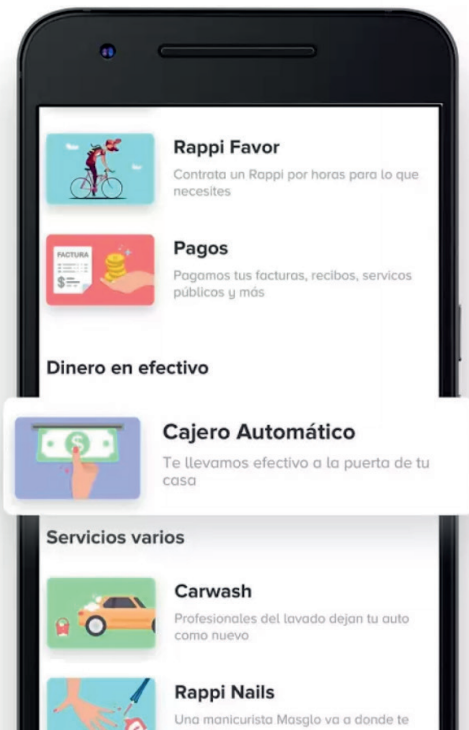 Rappi Favor
Contrata un Rappi por horas para lo que
necesites
FACTURA
$
Pagos
Pagamos tus facturas, recibos, servicos
públicos y más
Dinero en efectivo
$
Cajero Automático
Te llevamos efectivo a la puerta de tu
casa
Servicios varios
Carwash
Profesionales del lavado dejan tu auto
como nuevo
Rappi Nails
Una manicurista Masglo va a donde te